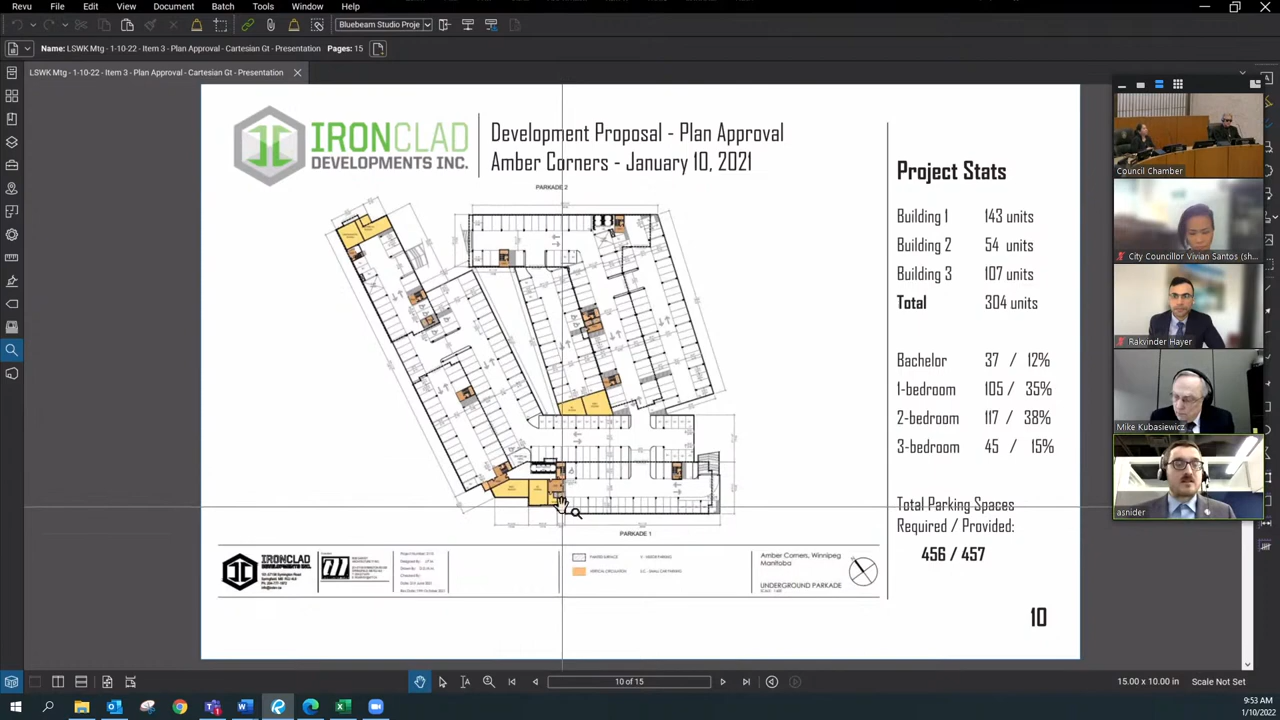 Revu File Edit View Document Batch Tools Window Help
Bluebeam Studio Proje
Name: LSWK Mtg - 1-10-22 - Item 3 - Plan Approval - Cartesian Gt - Presentation Pages: 15
LSWK Mtg - 1-10-22 - Item 3 - Plan Approval - Cartesian Gt - Presentation
IRONCLAD
DEVELOPMENTS INC.
Development Proposal - Plan Approval
Amber Corners - January 10, 2021
PARKADE 2
PARKADE 1
Project Stats
Building 1 143 units
Building 2 54 units
Building 3 107 units
Total 304 units
Bachelor 37 / 12%
1-bedroom 105 / 35%
2-bedroom 117 / 38%
3-bedroom 45 / 15%
Total Parking Spaces
Required / Provided:
456 / 457
IRONCLAD
DEVELOPMENTS INC.
VERTICAL CIRCULATION
Amber Corners, Winnipeg
Manitoba
UNDERGROUND PARKADE
10
Council Chamber
City Councillor Vivian Santos (sh...
Rakvinder Hayer
Mike Kubasiewicz
asnider
10 of 15
15.00 x 10.00 in Scale Not Set
9:53 AM
1/10/2022